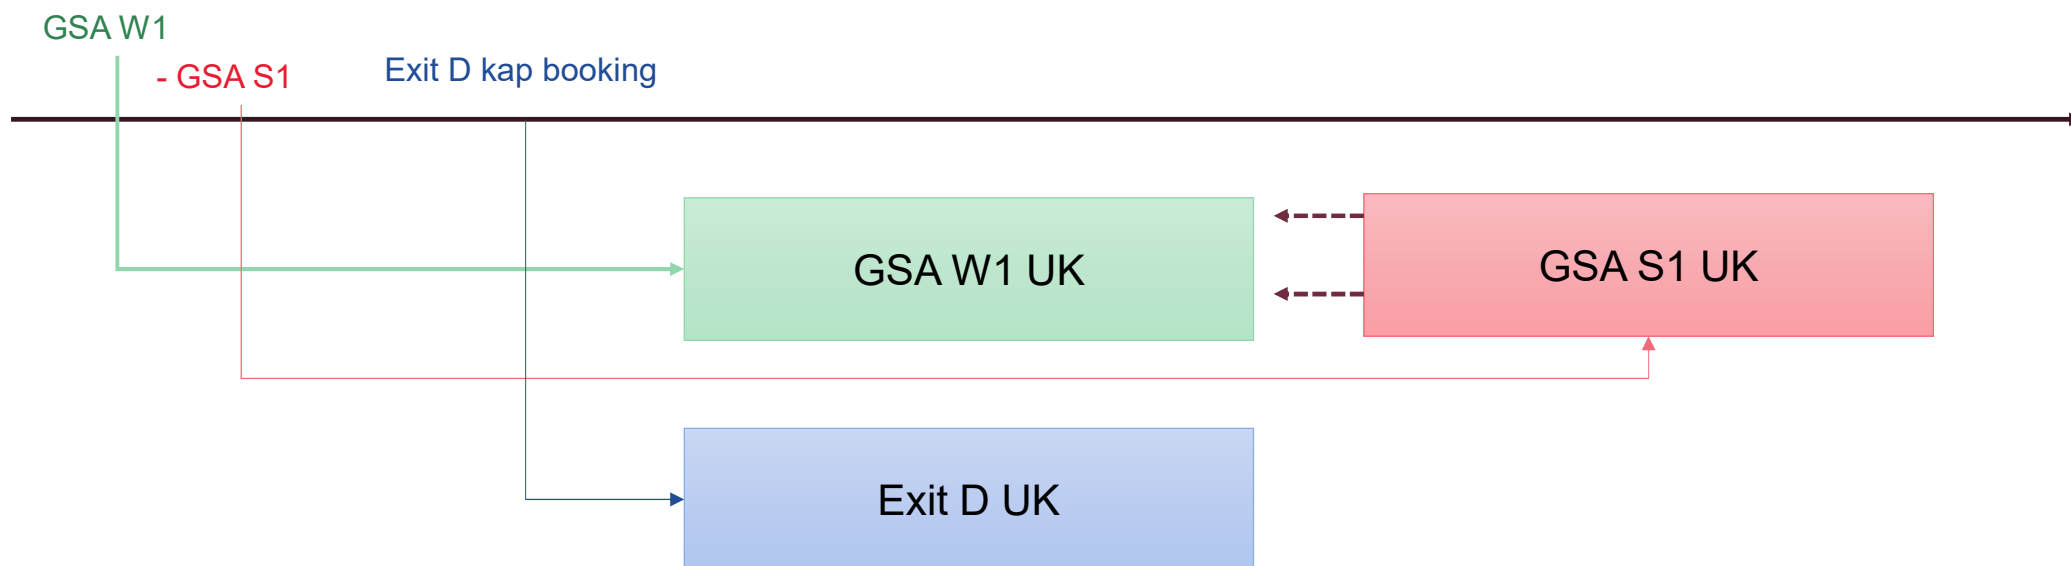 GSA W1
- GSA S1
Exit D kap booking
GSA W1 UK
GSA S1 UK
Exit D UK